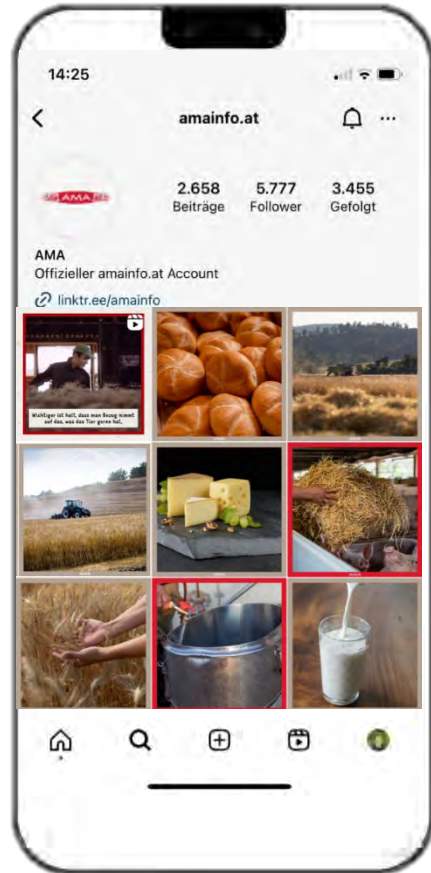 14:25
amainfo.at
2.658 5.777 3.455
Beiträge Follower Gefolgt
AMA
AMA
Offizieller amainfo.at Account
linktr.ee/amainfo
Wichtiger ist halt, dass man Bezug nimmt
auf das, was das Tier gerne hat.